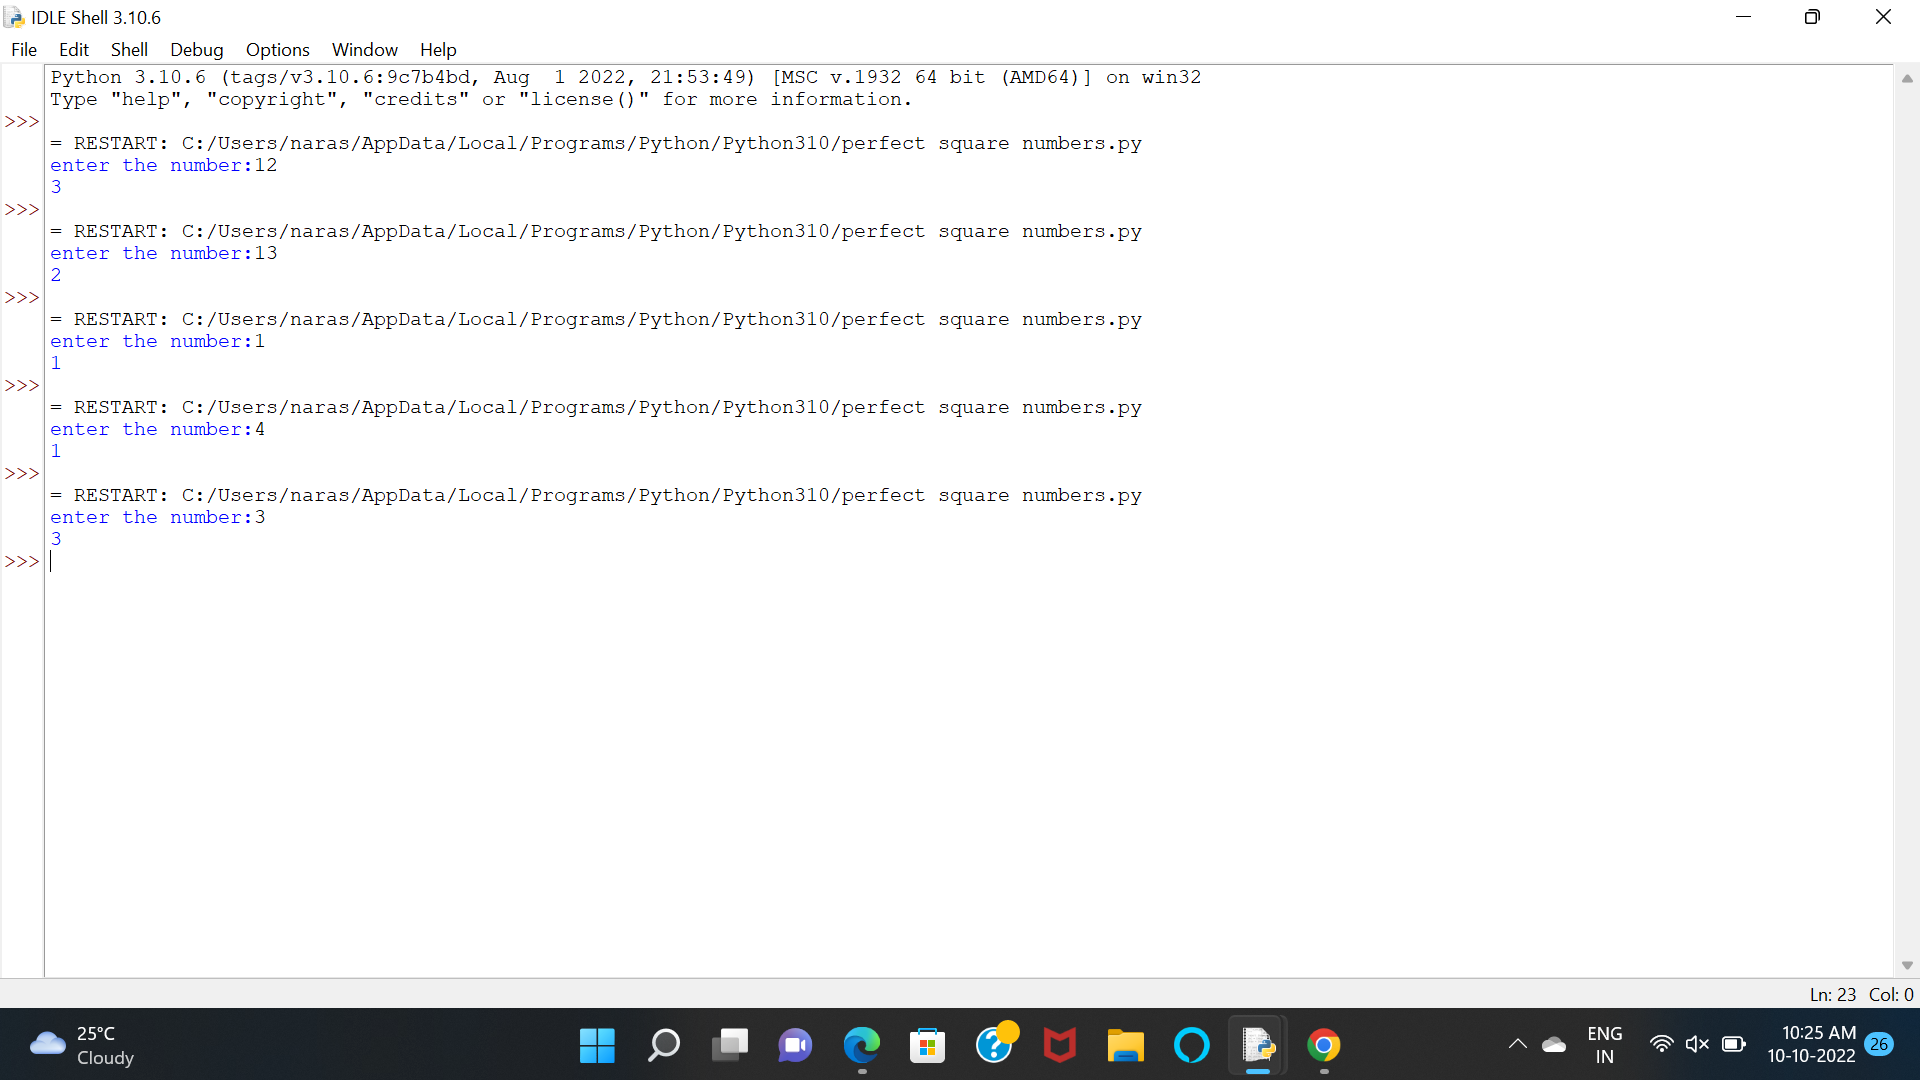 IDLE Shell 3.10.6
File Edit Shell Debug Options Window Help
Python 3.10.6 (tags/v3.10.6:9c7b4bd, Aug  1 2022, 21:53:49) [MSC v.1932 64 bit (AMD64)] on win32
Type "help", "copyright", "credits" or "license()" for more information.
>>>
= RESTART: C:/Users/naras/AppData/Local/Programs/Python/Python310/perfect square numbers.py
enter the number:12
3
>>>
= RESTART: C:/Users/naras/AppData/Local/Programs/Python/Python310/perfect square numbers.py
enter the number:13
2
>>>
= RESTART: C:/Users/naras/AppData/Local/Programs/Python/Python310/perfect square numbers.py
enter the number:1
1
>>>
= RESTART: C:/Users/naras/AppData/Local/Programs/Python/Python310/perfect square numbers.py
enter the number:4
1
>>>
= RESTART: C:/Users/naras/AppData/Local/Programs/Python/Python310/perfect square numbers.py
enter the number:3
3
>>>
Ln: 23 Col: 0
25°C
Cloudy
ENG
IN
10:25 AM
10-10-2022
26